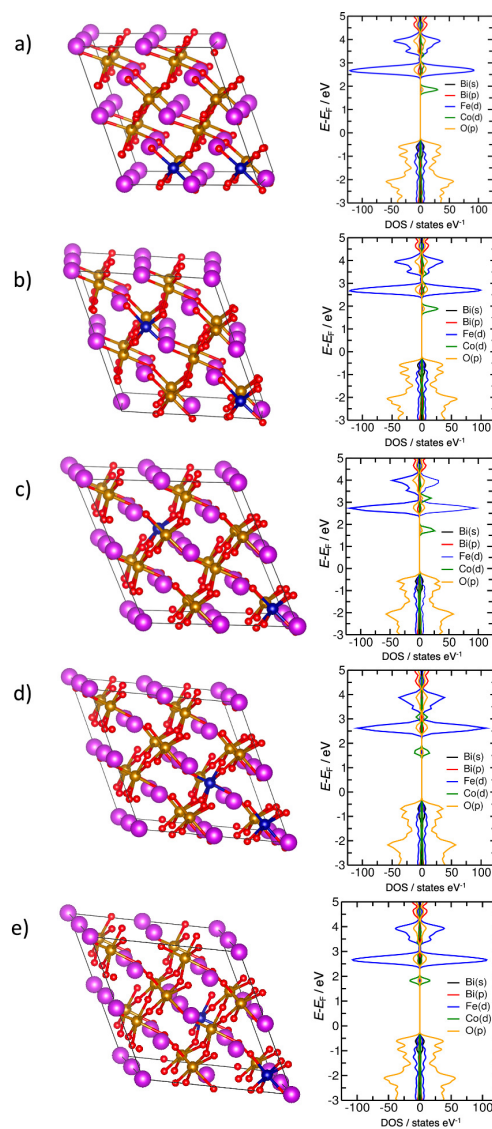 a)
5
4
3
2
1
0
-1
-2
-3
E-EF / eV
Bi(s)
Bi(p)
Fe(d)
Co(d)
O(p)
-100 -50 0 50 100
DOS / states eV-1
b)
5
4
3
2
1
0
-1
-2
-3
E-EF / eV
Bi(s)
Bi(p)
Fe(d)
Co(d)
O(p)
-100 -50 0 50 100
DOS / states eV-1
c)
5
4
3
2
1
0
-1
-2
-3
E-EF / eV
Bi(s)
Bi(p)
Fe(d)
Co(d)
O(p)
-100 -50 0 50 100
DOS / states eV-1
d)
5
4
3
2
1
0
-1
-2
-3
E-EF / eV
Bi(s)
Bi(p)
Fe(d)
Co(d)
O(p)
-100 -50 0 50 100
DOS / states eV-1
e)
5
4
3
2
1
0
-1
-2
-3
E-EF / eV
Bi(s)
Bi(p)
Fe(d)
Co(d)
O(p)
-100 -50 0 50 100
DOS / states eV-1